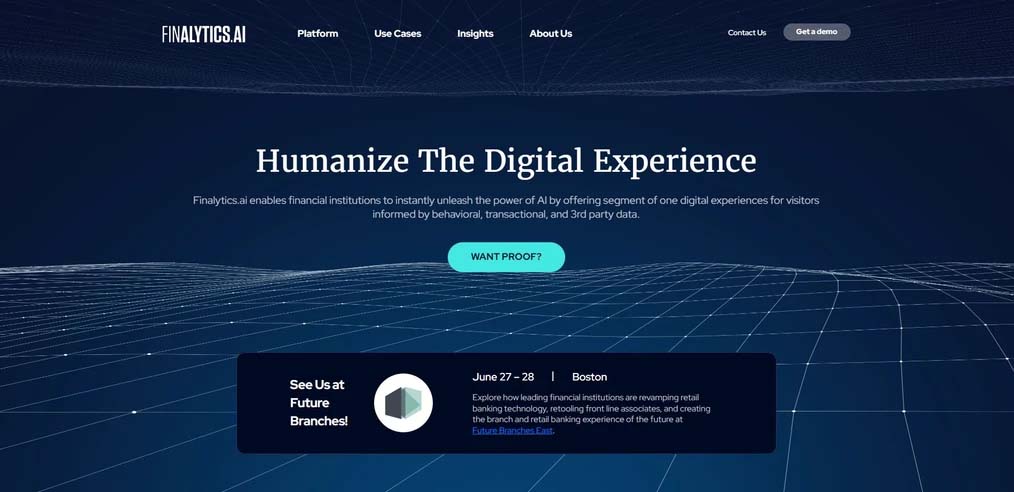 FINALYTICS.AI
Platform
Use Cases
Insights
About Us
Contact Us
Get a demo
Humanize The Digital Experience
Finalytics.ai enables financial institutions to instantly unleash the power of AI by offering segment of one digital experiences for visitors
informed by behavioral, transactional, and 3rd party data.
WANT PROOF?
See Us at
Future
Branches!
June 27 – 28 | Boston
Explore how leading financial institutions are revamping retail
banking technology, retooling front line associates, and creating
the branch and retail banking experience of the future at
Future Branches East.